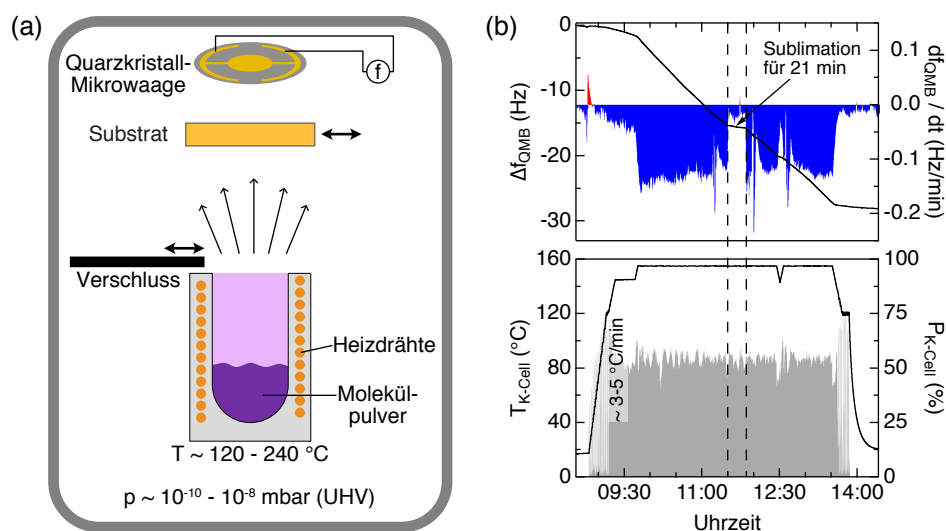 (a)
Quarzkristall-
Mikrowaage
f
Substrat
Verschluss
Heizdrähte
Molekül-
pulver
T ~ 120 - 240 °C
p ~ 10⁻¹⁰ - 10⁻⁸ mbar (UHV)
(b)
0
-10
-20
-30
Δf_QMB (Hz)
Sublimation
für 21 min
0.1
0.0
-0.1
-0.2
df_QMB / dt (Hz/min)
160
120
80
40
0
T_K-Cell (°C)
~ 3-5 °C/min
100
75
50
25
0
P_K-Cell (%)
09:30 11:00 12:30 14:00
Uhrzeit